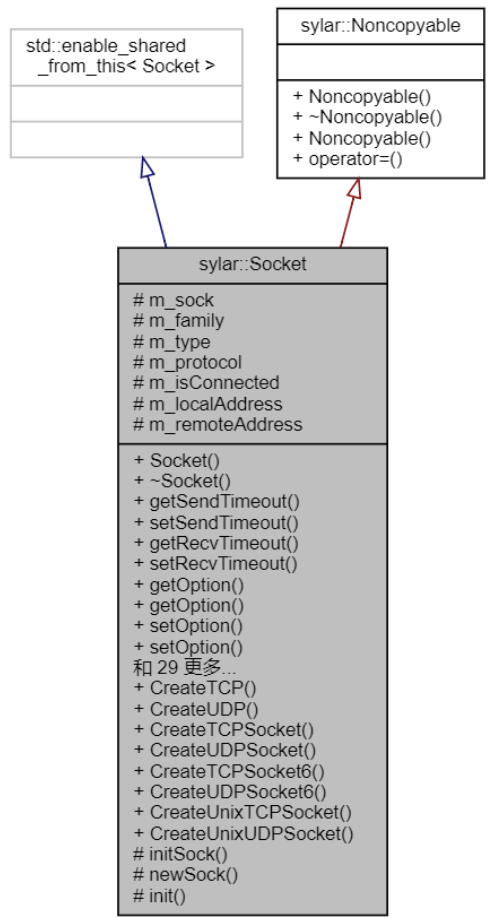 std::enable_shared
_from_this< Socket >
sylar::Noncopyable
+ Noncopyable()
+ ~Noncopyable()
+ Noncopyable()
+ operator=()
sylar::Socket
# m_sock
# m_family
# m_type
# m_protocol
# m_isConnected
# m_localAddress
# m_remoteAddress
+ Socket()
+ ~Socket()
+ getSendTimeout()
+ setSendTimeout()
+ getRecvTimeout()
+ setRecvTimeout()
+ getOption()
+ getOption()
+ setOption()
+ setOption()
和 29 更多...
+ CreateTCP()
+ CreateUDP()
+ CreateTCPSocket()
+ CreateUDPSocket()
+ CreateTCPSocket6()
+ CreateUDPSocket6()
+ CreateUnixTCPSocket()
+ CreateUnixUDPSocket()
# initSock()
# newSock()
# init()